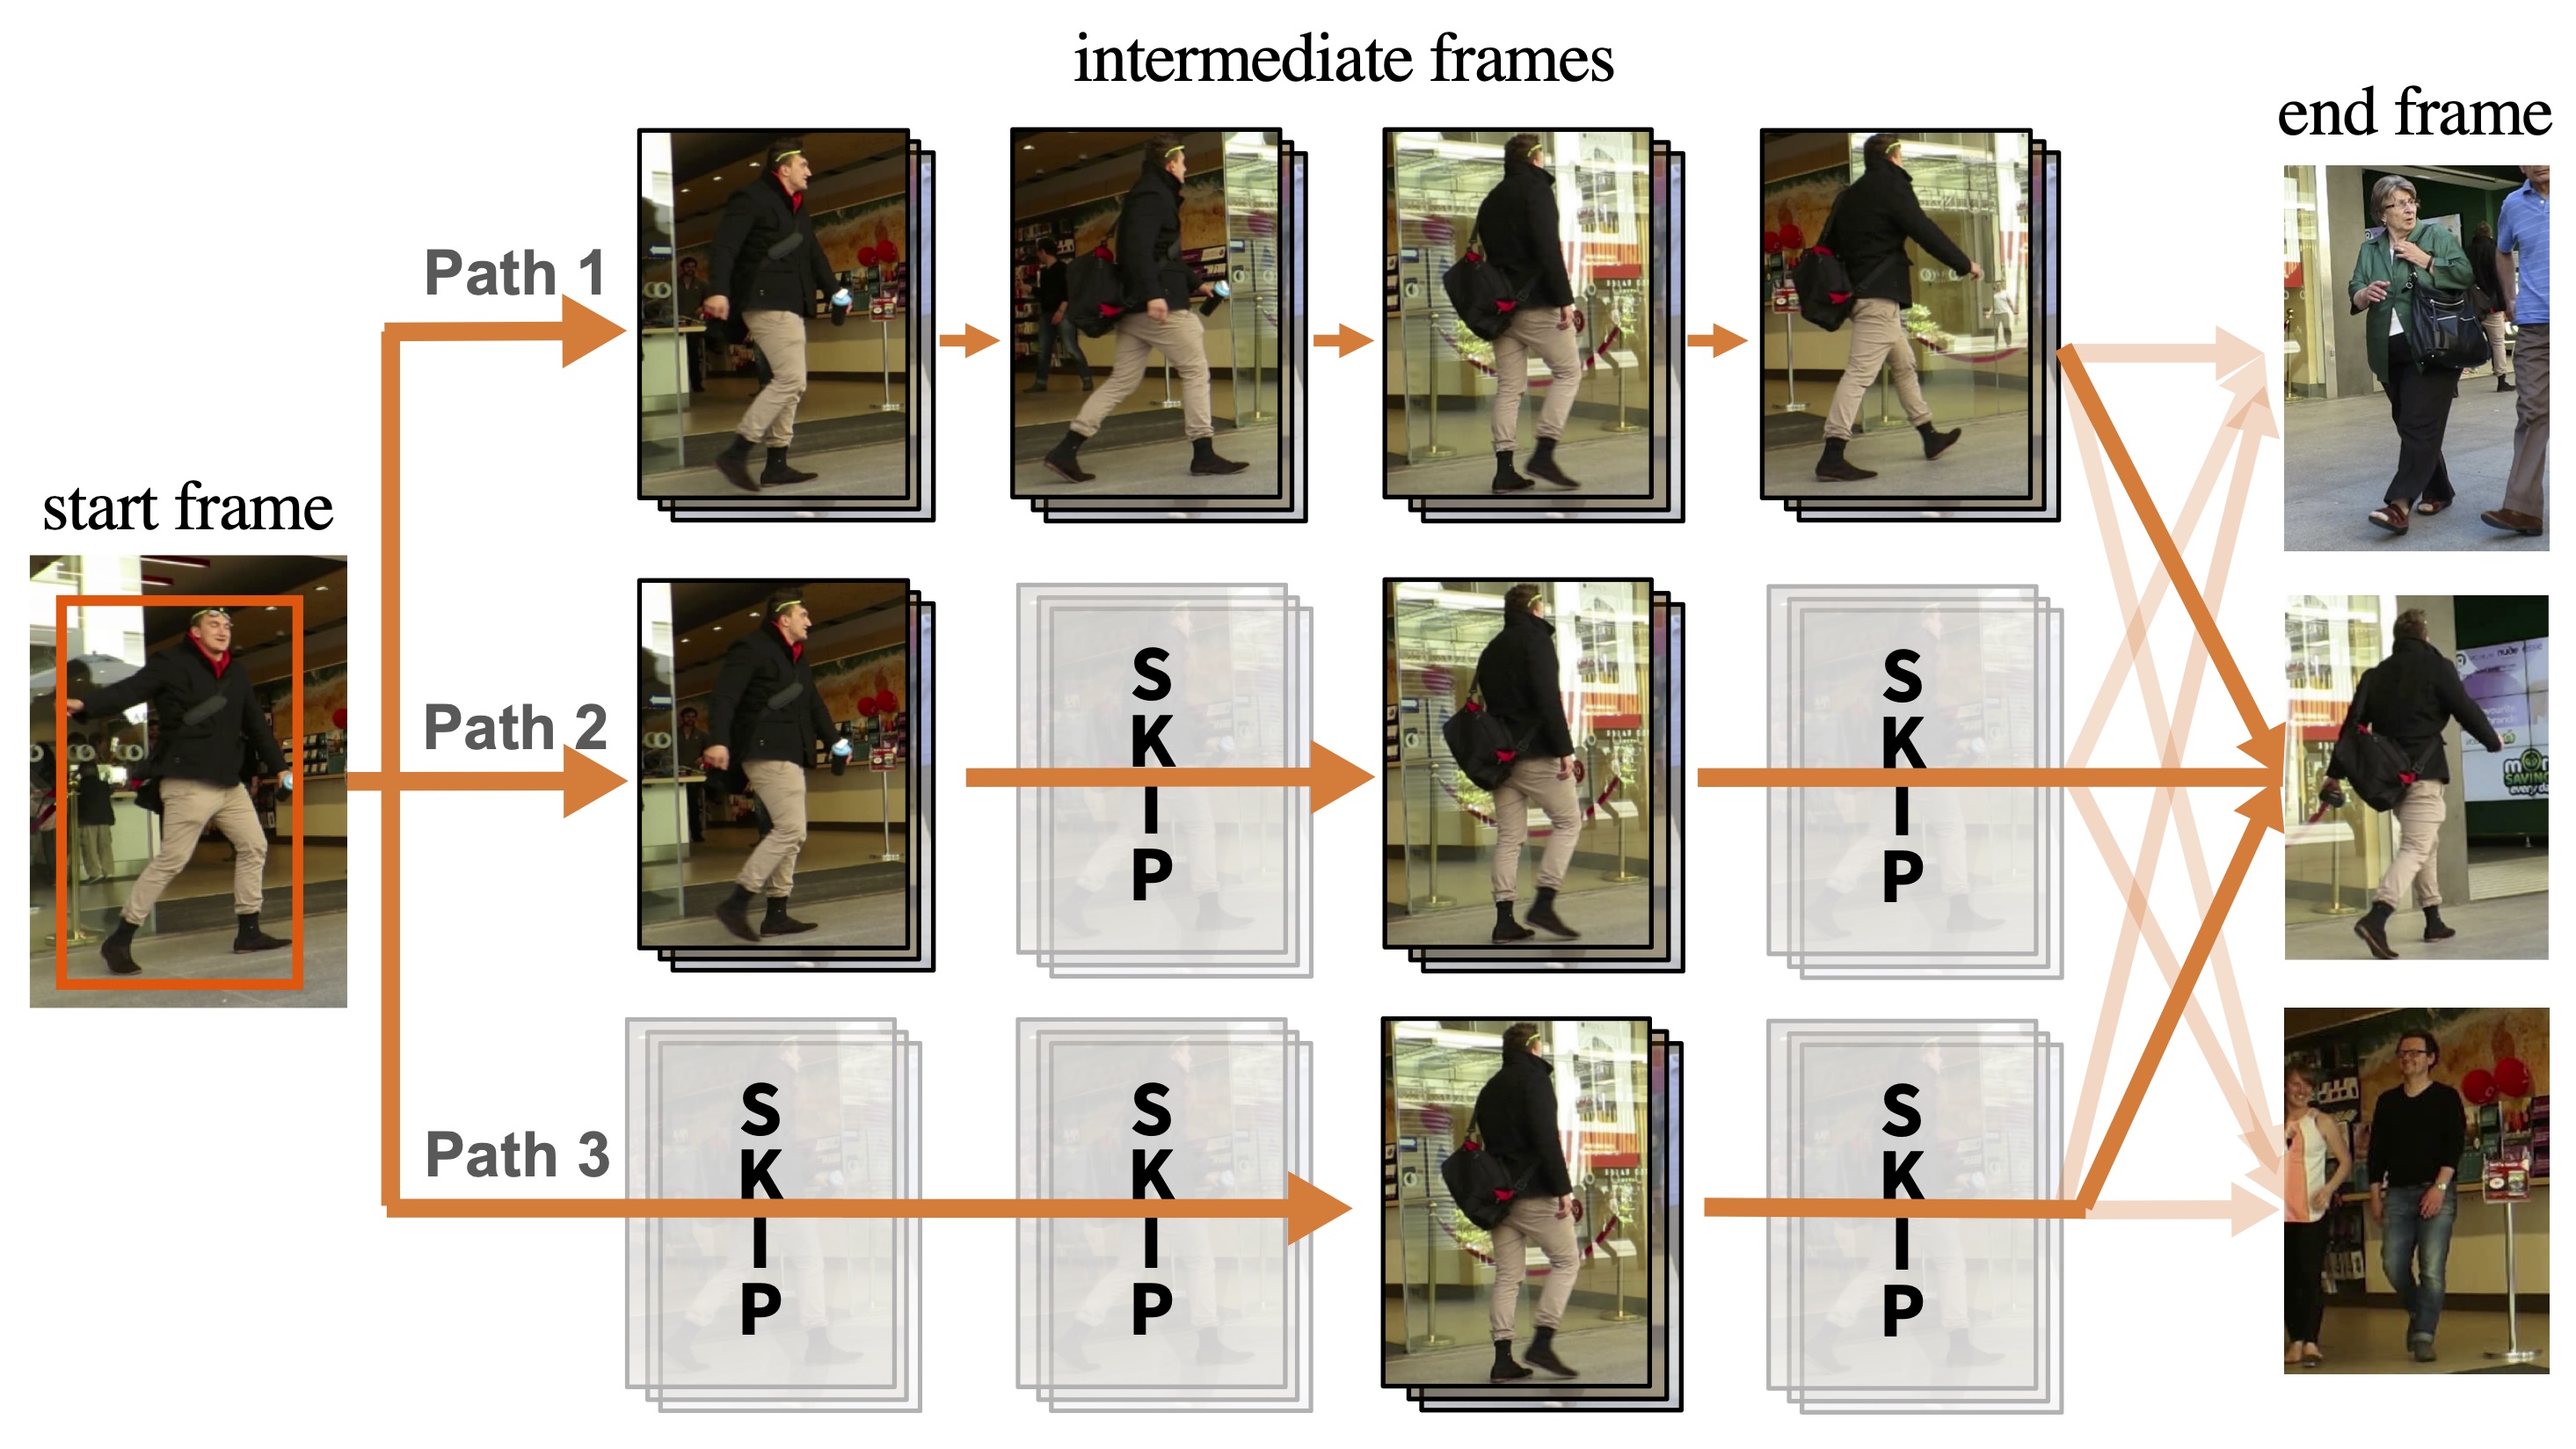 intermediate frames
end frame
start frame
Path 1
Path 2
SKIP
SKIP
Path 3
SKIP
SKIP
SKIP